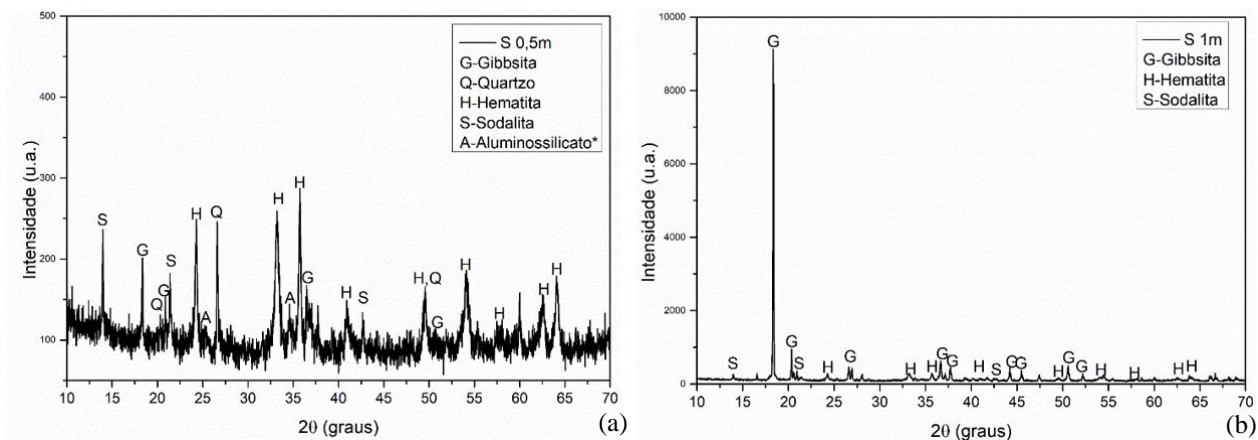 500
400
300
200
100
10 15 20 25 30 35 40 45 50 55 60 65 70
Intensidade (u.a.)
2θ (graus)
S 0,5m
G-Gibbsita
Q-Quartzo
H-Hematita
S-Sodalita
A-Aluminossilicato*
S
G
Q
G
S
H
A
Q
H
A
H
G
H
S
H,Q
G
H
H
H
H
(a)
10000
8000
6000
4000
2000
0
10 15 20 25 30 35 40 45 50 55 60 65 70
Intensidade (u.a.)
2θ (graus)
S 1m
G-Gibbsita
H-Hematita
S-Sodalita
S
G
G
S
H
G
H
H
G
G
H
S
G
G
H
G
G
H
H
H
H
(b)